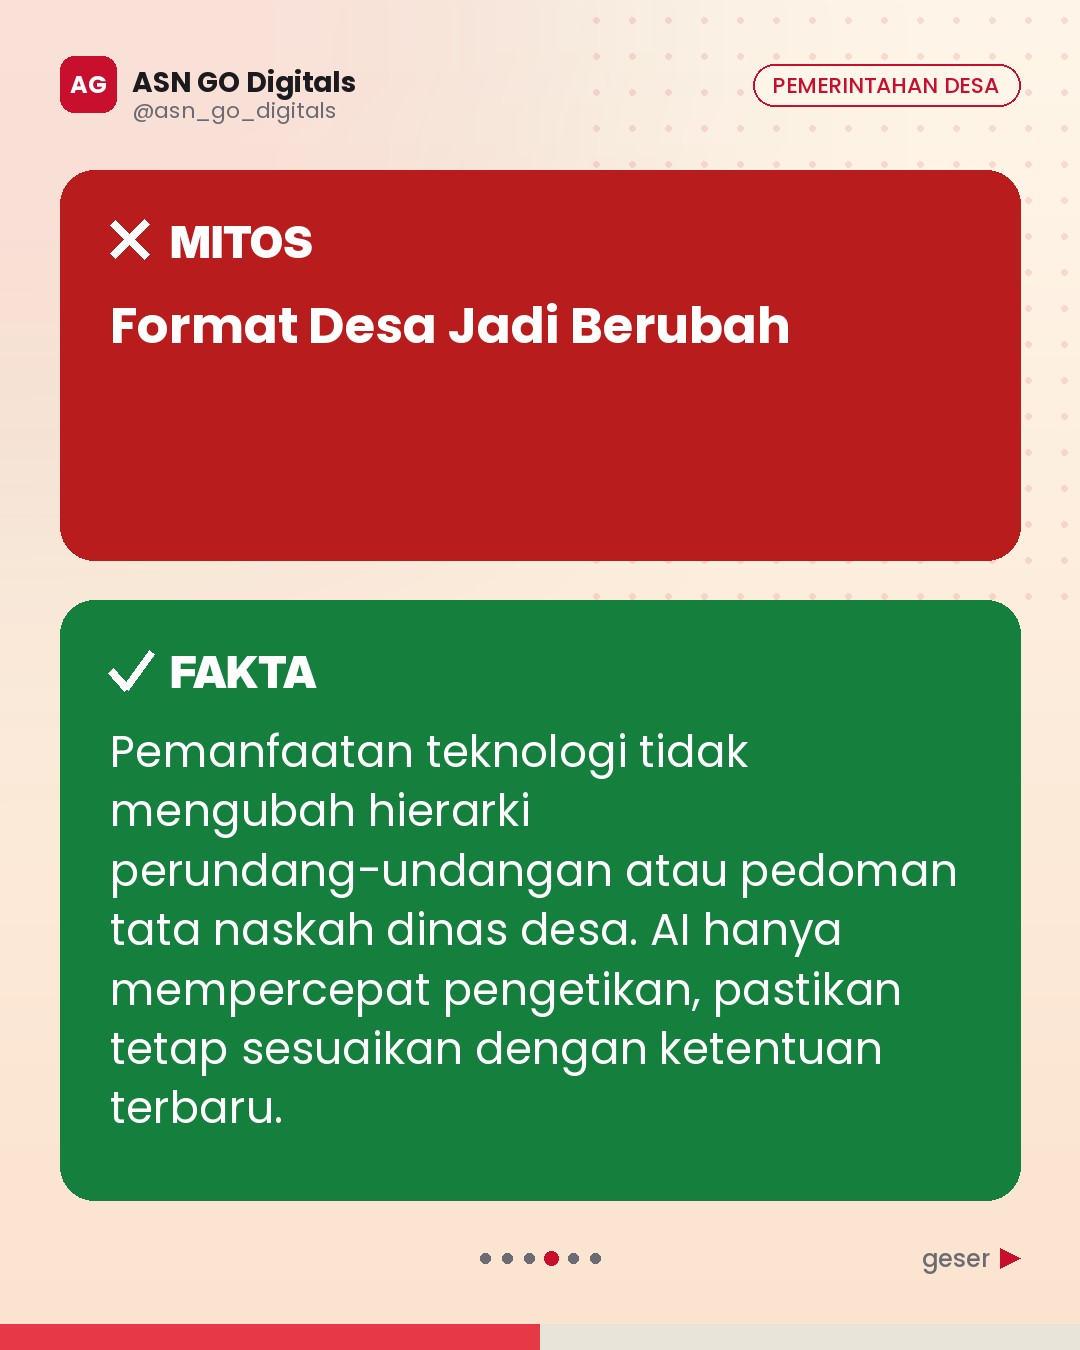 AG
ASN GO Digitals
@asn_go_digitals
PEMERINTAHAN DESA
MITOS
Format Desa Jadi Berubah
FAKTA
Pemanfaatan teknologi tidak
mengubah hierarki
perundang-undangan atau pedoman
tata naskah dinas desa. AI hanya
mempercepat pengetikan, pastikan
tetap sesuaikan dengan ketentuan
terbaru.
geser